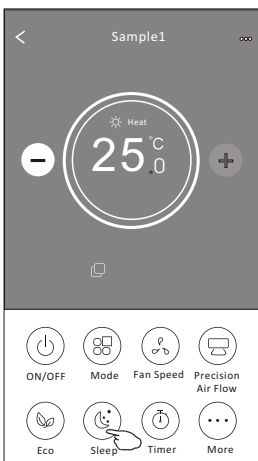 Sample1
Heat
25.0°C
ON/OFF
Mode
Fan Speed
Precision
Air Flow
Eco
Sleep
Timer
More